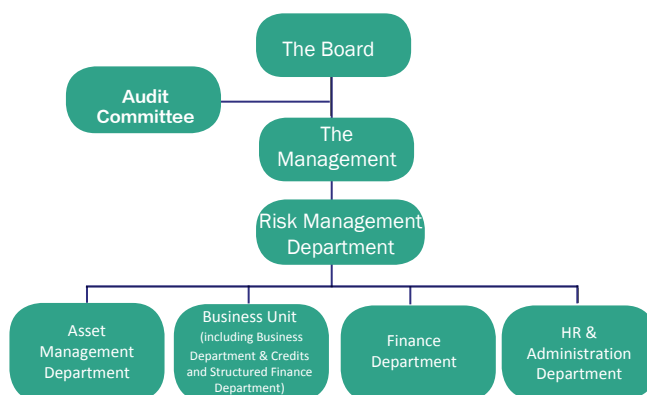 The Board
Audit
Committee
The
Management
Risk Management
Department
Asset
Management
Department
Business Unit
(including Business
Department & Credits
and Structured Finance
Department)
Finance
Department
HR &
Administration
Department